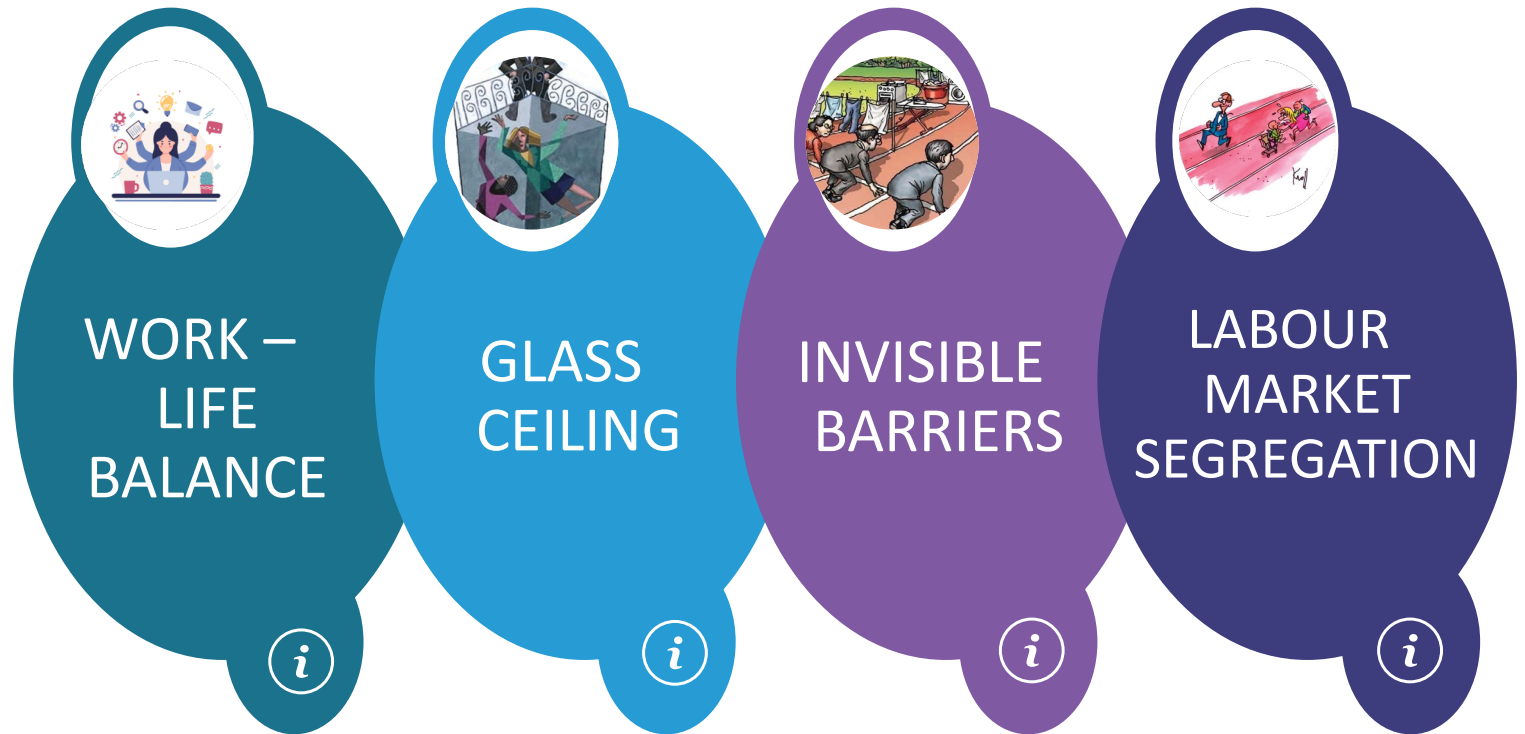 WORK –
LIFE
BALANCE
GLASS
CEILING
INVISIBLE
BARRIERS
LABOUR
MARKET
SEGREGATION
i
i
i
i